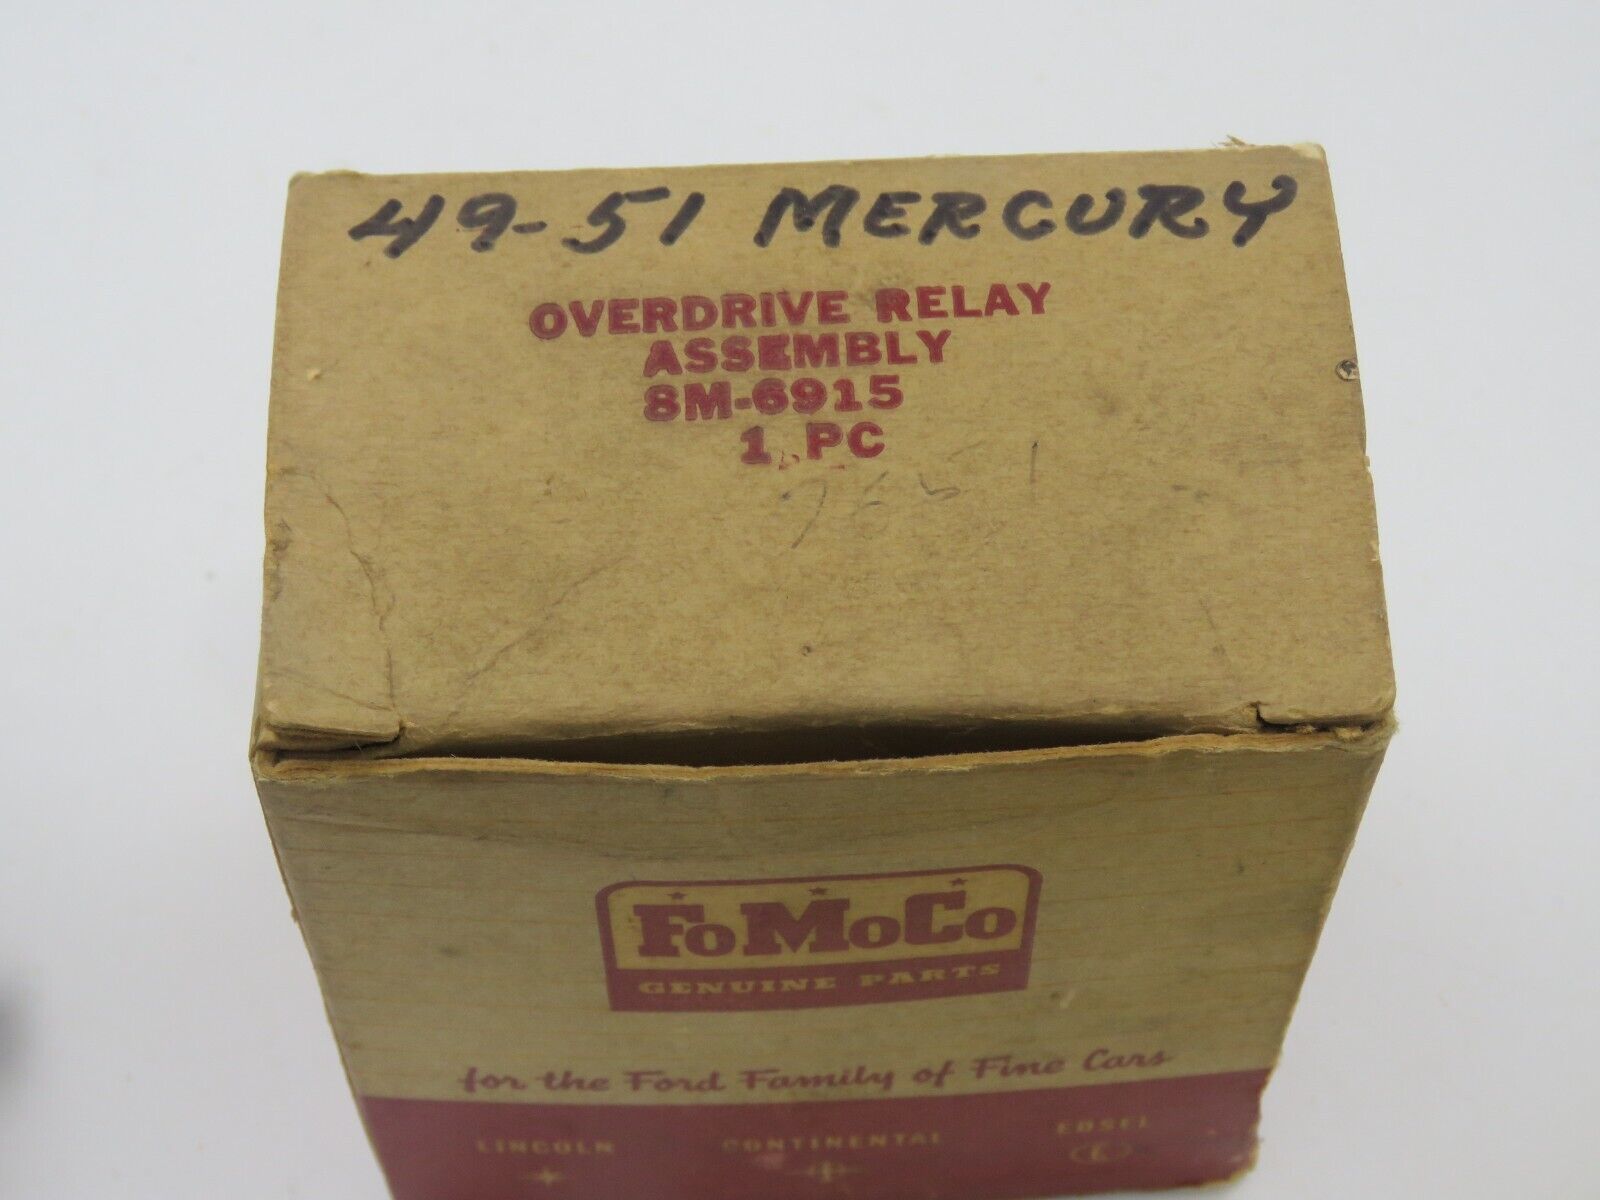 49-51 MERCURY
OVERDRIVE RELAY
ASSEMBLY
8M-6915
1 PC
FoMoCo
GENUINE PARTS
for the Ford Family of Fine Cars
LINCOLN CONTINENTAL EDSEL